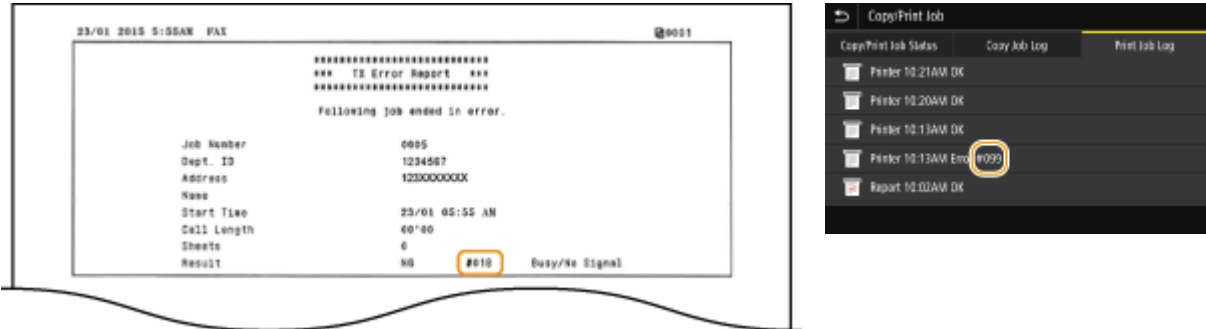 23/01 2015 5:55AM FAX 0001
***************************
*** TX Error Report ***
***************************
Following job ended in error.
Job Number 0005
Dept. ID 1234567
Address 123XXXXXXX
Name
Start Time 23/01 05:55 AM
Call Length 00'00
Sheets 0
Result NG #018 Busy/No Signal
Copy/Print Job
Copy/Print Job Status Copy Job Log Print Job Log
Printer 10:21AM OK
Printer 10:20AM OK
Printer 10:13AM OK
Printer 10:13AM Erro #099
Report 10:02AM OK